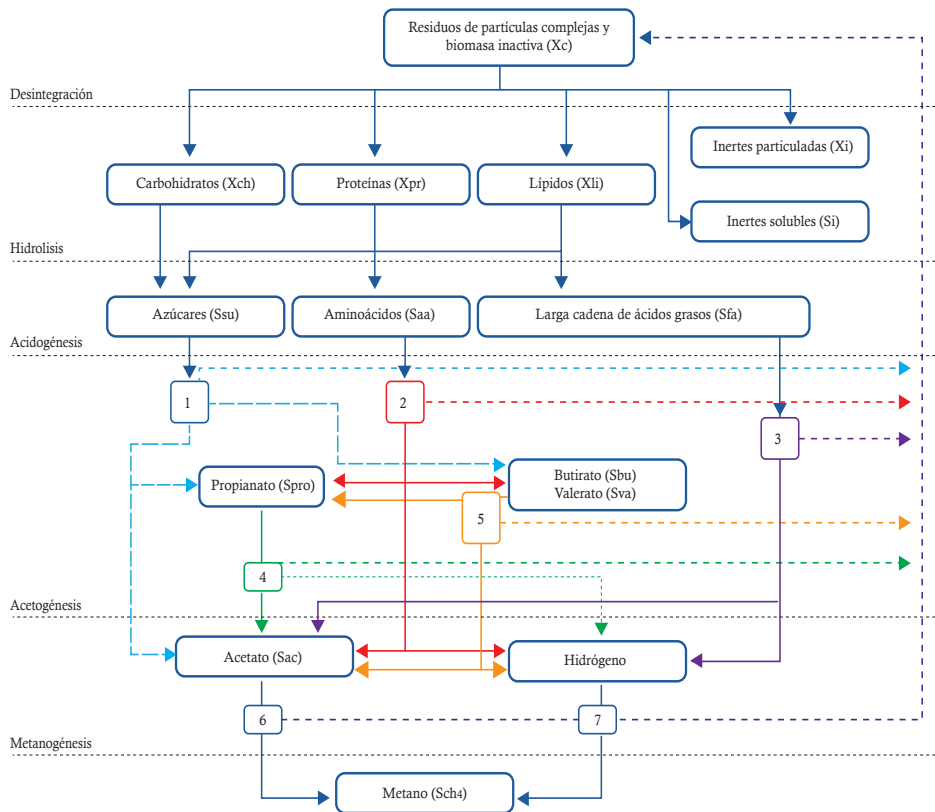 Residuos de partículas complejas y
biomasa inactiva (Xc)
Desintegración
Inertes particuladas (Xi)
Carbohidratos (Xch)
Proteínas (Xpr)
Lípidos (Xli)
Inertes solubles (Si)
Hidrolisis
Azúcares (Ssu)
Aminoácidos (Saa)
Larga cadena de ácidos grasos (Sfa)
Acidogénesis
1
2
3
Propianato (Spro)
Butirato (Sbu)
Valerato (Sva)
5
4
Acetogénesis
Acetato (Sac)
Hidrógeno
6
7
Metanogénesis
Metano (Sch4)